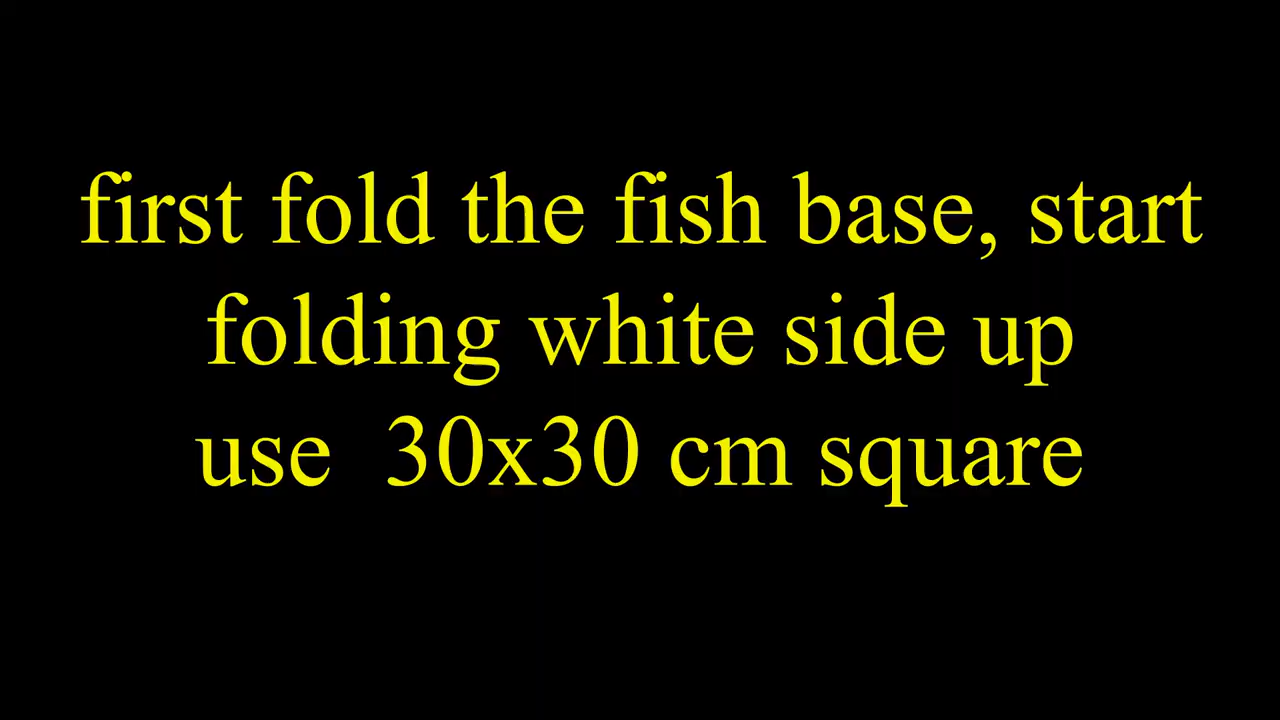 first fold the fish base, start
folding white side up
use  30x30 cm square